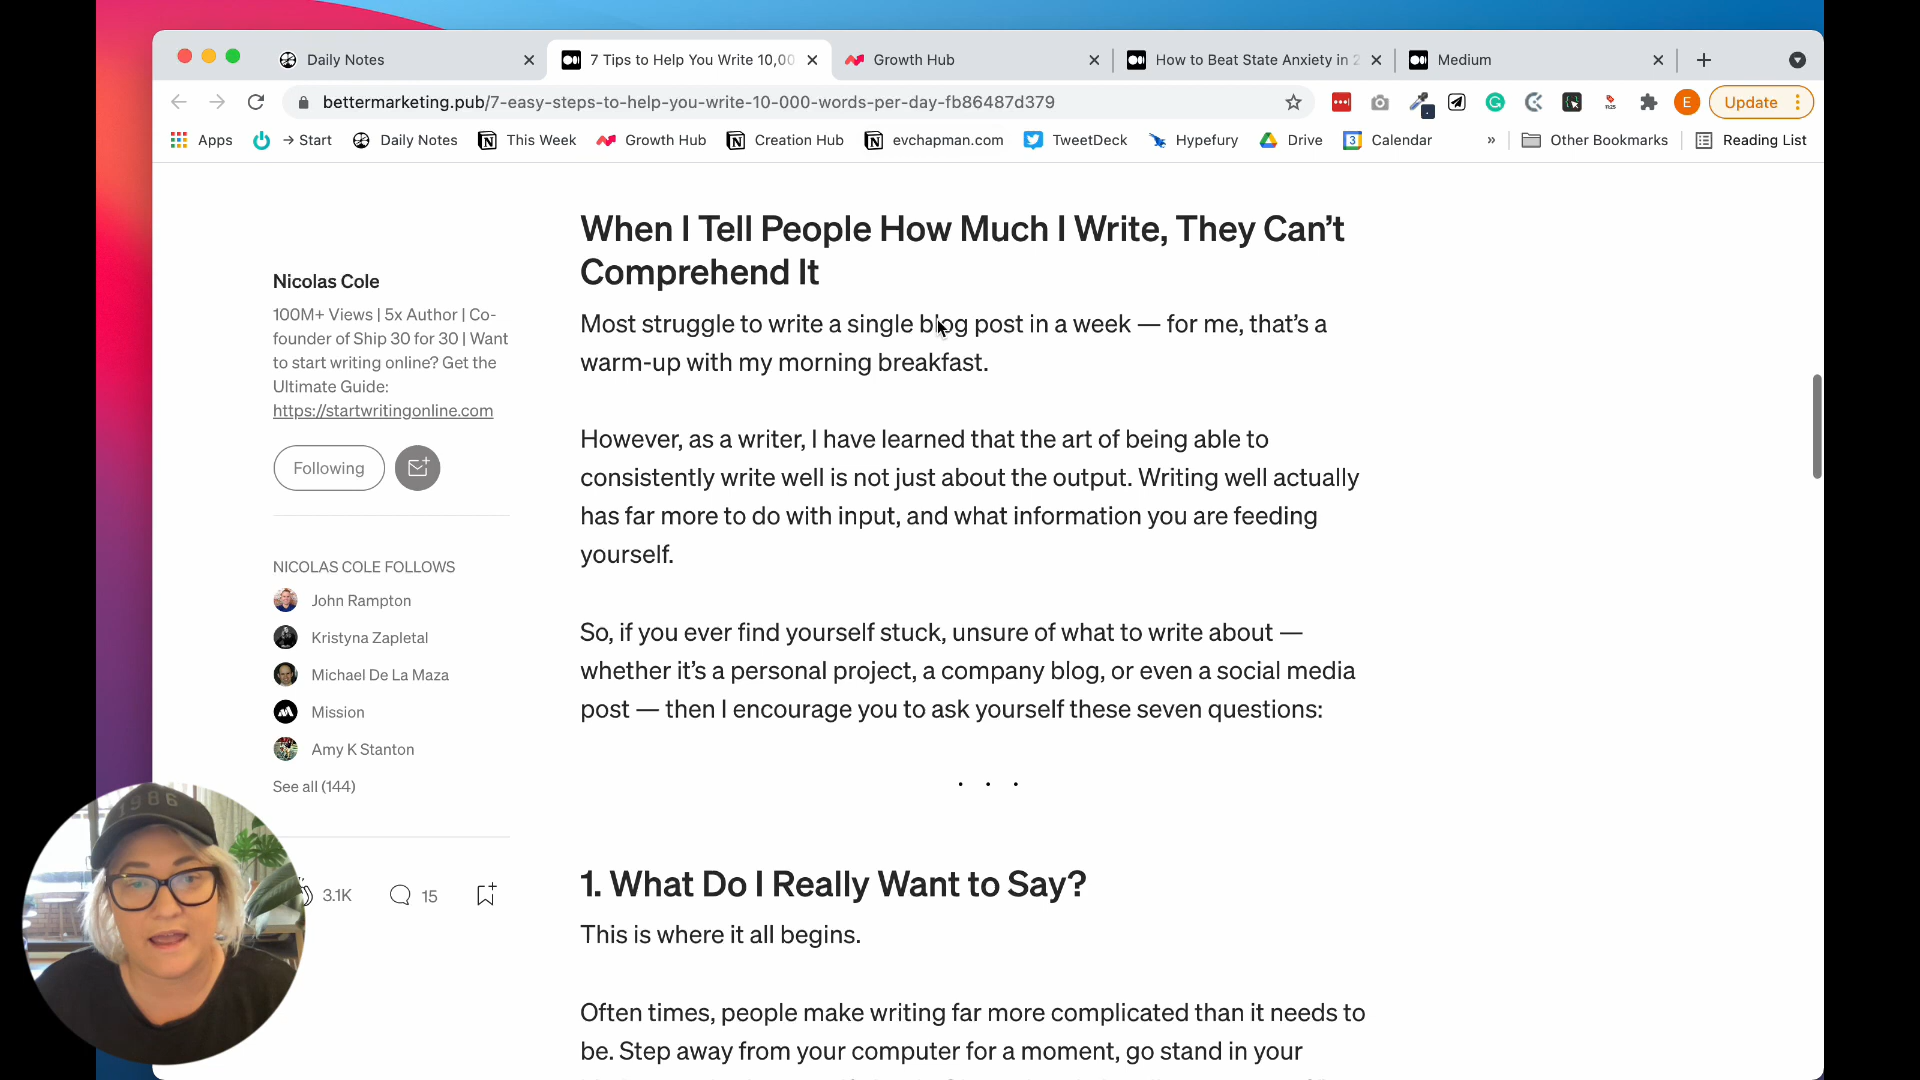 Daily Notes
7 Tips to Help You Write 10,00
Growth Hub
How to Beat State Anxiety in 2
Medium
bettermarketing.pub/7-easy-steps-to-help-you-write-10-000-words-per-day-fb86487d379
E
Update
Apps
→ Start
Daily Notes
This Week
Growth Hub
Creation Hub
evchapman.com
TweetDeck
Hypefury
Drive
3
Calendar
»
Other Bookmarks
Reading List
Nicolas Cole
100M+ Views | 5x Author | Co-
founder of Ship 30 for 30 | Want
to start writing online? Get the
Ultimate Guide:
https://startwritingonline.com
Following
NICOLAS COLE FOLLOWS
John Rampton
Kristyna Zapletal
Michael De La Maza
Mission
Amy K Stanton
See all (144)
3.1K
15
1986
When I Tell People How Much I Write, They Can’t
Comprehend It
Most struggle to write a single blog post in a week — for me, that’s a
warm-up with my morning breakfast.
However, as a writer, I have learned that the art of being able to
consistently write well is not just about the output. Writing well actually
has far more to do with input, and what information you are feeding
yourself.
So, if you ever find yourself stuck, unsure of what to write about —
whether it’s a personal project, a company blog, or even a social media
post — then I encourage you to ask yourself these seven questions:
. . .
1. What Do I Really Want to Say?
This is where it all begins.
Often times, people make writing far more complicated than it needs to
be. Step away from your computer for a moment, go stand in your